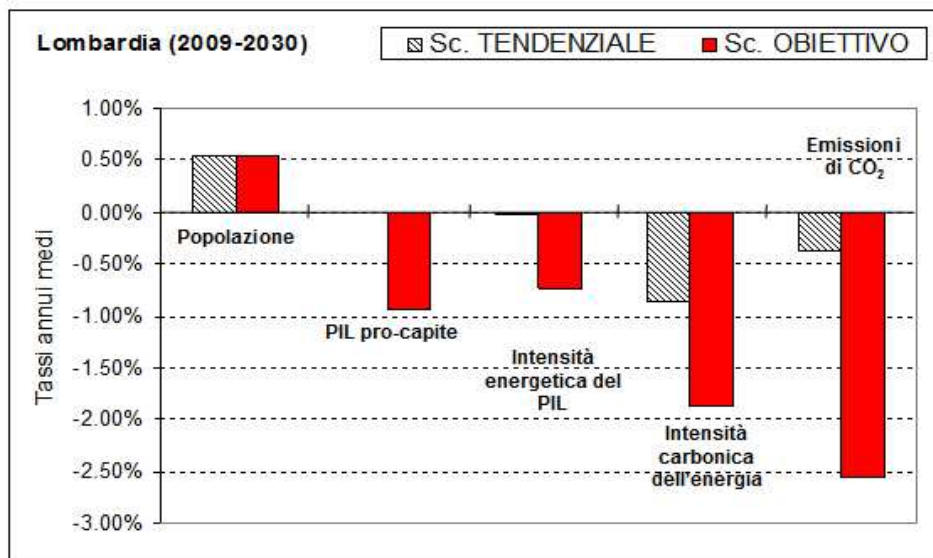 Lombardia (2009-2030)
Sc. TENDENZIALE
Sc. OBIETTIVO
Tassi annui medi
1.00%
0.50%
0.00%
-0.50%
-1.00%
-1.50%
-2.00%
-2.50%
-3.00%
Popolazione
PIL pro-capite
Intensità
energetica del
PIL
Intensità
carbonica
dell'energia
Emissioni
di CO₂